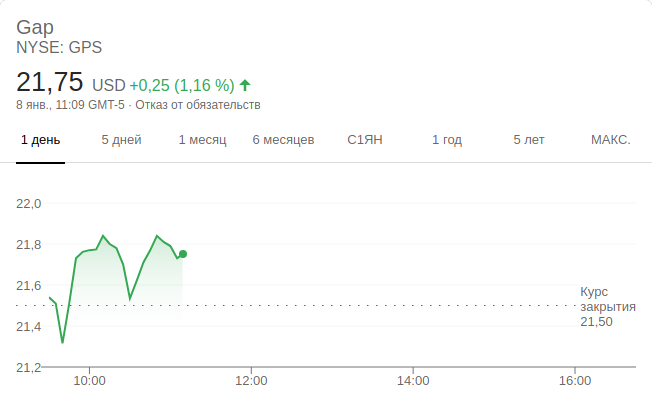 Gap
NYSE: GPS
21,75 USD +0,25 (1,16 %)
8 янв., 11:09 GMT-5 · Отказ от обязательств
1 день 5 дней 1 месяц 6 месяцев С1ЯН 1 год 5 лет МАКС.
22,0
21,8
21,6
21,4
21,2
Курс
закрытия
21,50
10:00 12:00 14:00 16:00